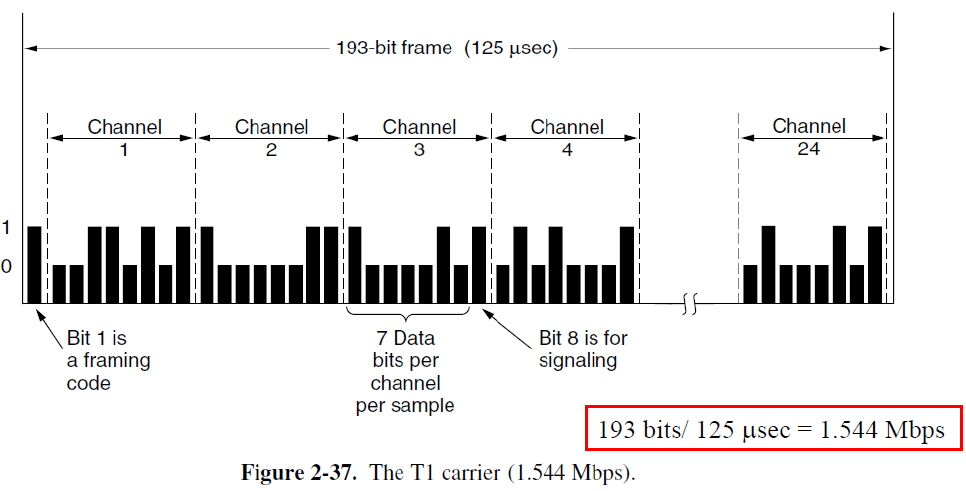 193-bit frame (125 μsec)
Channel
1
Channel
2
Channel
3
Channel
4
Channel
24
1
0
Bit 1 is
a framing
code
7 Data
bits per
channel
per sample
Bit 8 is for
signaling
193 bits/ 125 μsec = 1.544 Mbps
Figure 2-37. The T1 carrier (1.544 Mbps).